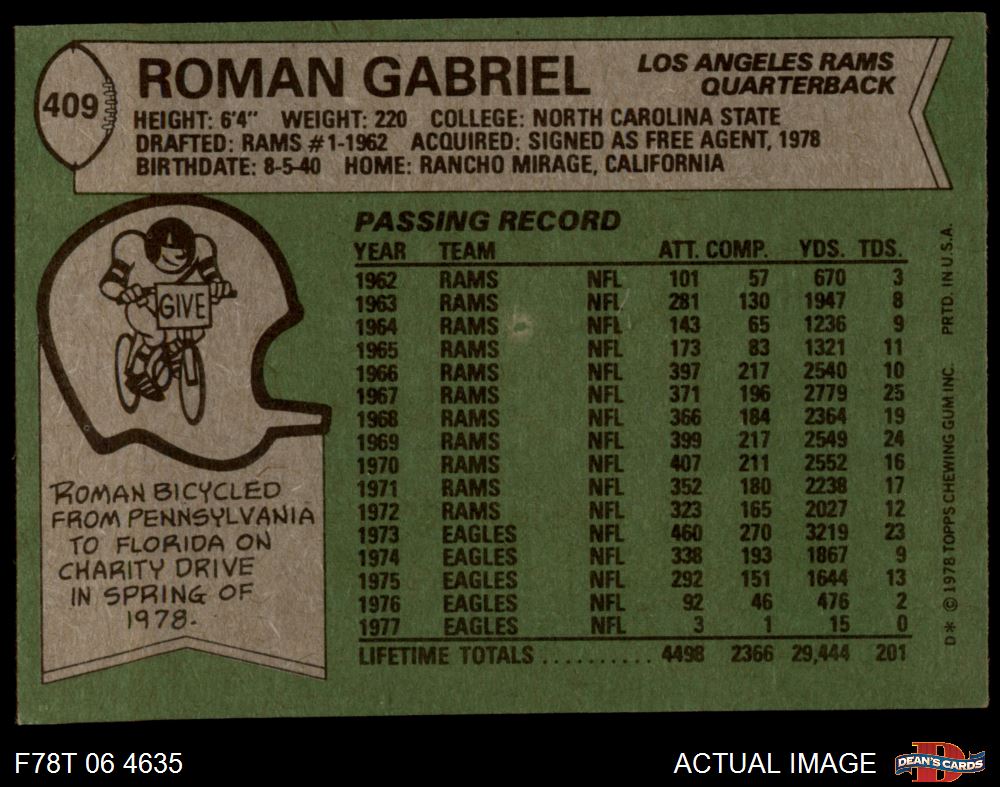 409
ROMAN GABRIEL
LOS ANGELES RAMS
QUARTERBACK
HEIGHT: 6'4" WEIGHT: 220 COLLEGE: NORTH CAROLINA STATE
DRAFTED: RAMS #1-1962 ACQUIRED: SIGNED AS FREE AGENT, 1978
BIRTHDATE: 8-5-40 HOME: RANCHO MIRAGE, CALIFORNIA
GIVE
ROMAN BICYCLED
FROM PENNSYLVANIA
TO FLORIDA ON
CHARITY DRIVE
IN SPRING OF
1978.
PASSING RECORD
YEAR TEAM ATT. COMP. YDS. TDS.
1962 RAMS NFL 101 57 670 3
1963 RAMS NFL 281 130 1947 8
1964 RAMS NFL 143 65 1236 9
1965 RAMS NFL 173 83 1321 11
1966 RAMS NFL 397 217 2540 10
1967 RAMS NFL 371 196 2779 25
1968 RAMS NFL 366 184 2364 19
1969 RAMS NFL 399 217 2549 24
1970 RAMS NFL 407 211 2552 16
1971 RAMS NFL 352 180 2238 17
1972 RAMS NFL 323 165 2027 12
1973 EAGLES NFL 460 270 3219 23
1974 EAGLES NFL 338 193 1867 9
1975 EAGLES NFL 292 151 1644 13
1976 EAGLES NFL 92 46 476 2
1977 EAGLES NFL 3 1 15 0
LIFETIME TOTALS .......... 4498 2366 29,444 201
D* © 1978 TOPPS CHEWING GUM INC. PRTD. IN U.S.A.
F78T 06 4635
ACTUAL IMAGE
DEAN'S CARDS